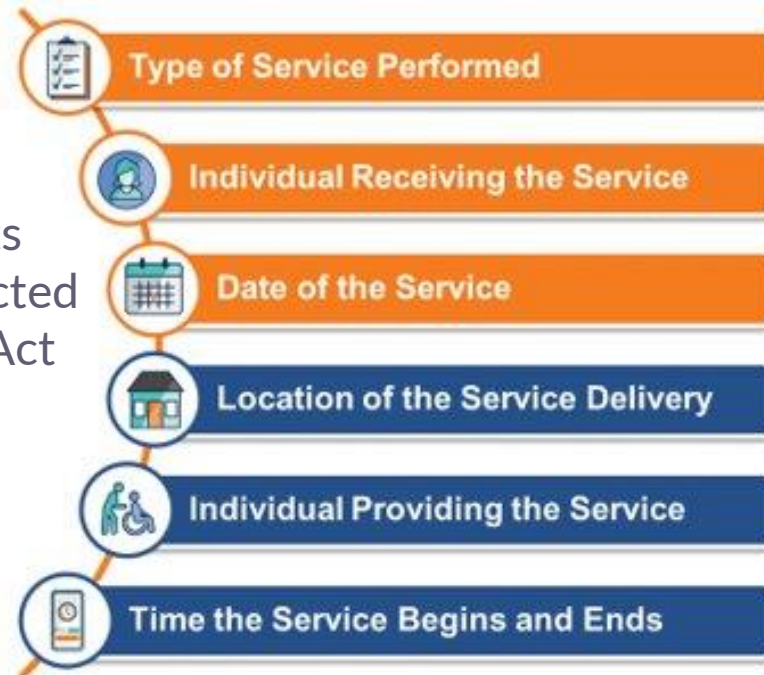 Type of Service Performed
Individual Receiving the Service
Date of the Service
Location of the Service Delivery
Individual Providing the Service
Time the Service Begins and Ends
Act